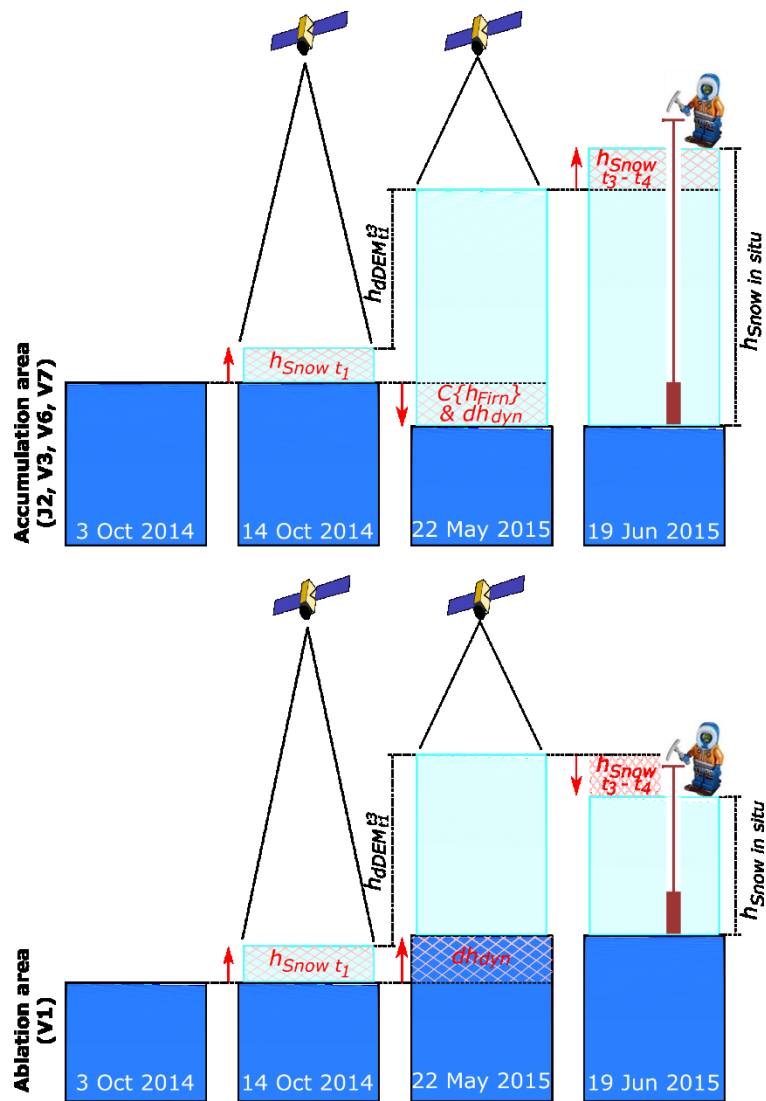 Accumulation area
(J2, V3, V6, V7)
h_dDEM t3 t1
h_Snow t1
C{h_Firn}
& dh_dyn
h_Snow
t3 - t4
h_Snow in situ
3 Oct 2014
14 Oct 2014
22 May 2015
19 Jun 2015
Ablation area
(V1)
h_dDEM t3 t1
h_Snow t1
dh_dyn
h_Snow
t3 - t4
h_Snow in situ
3 Oct 2014
14 Oct 2014
22 May 2015
19 Jun 2015